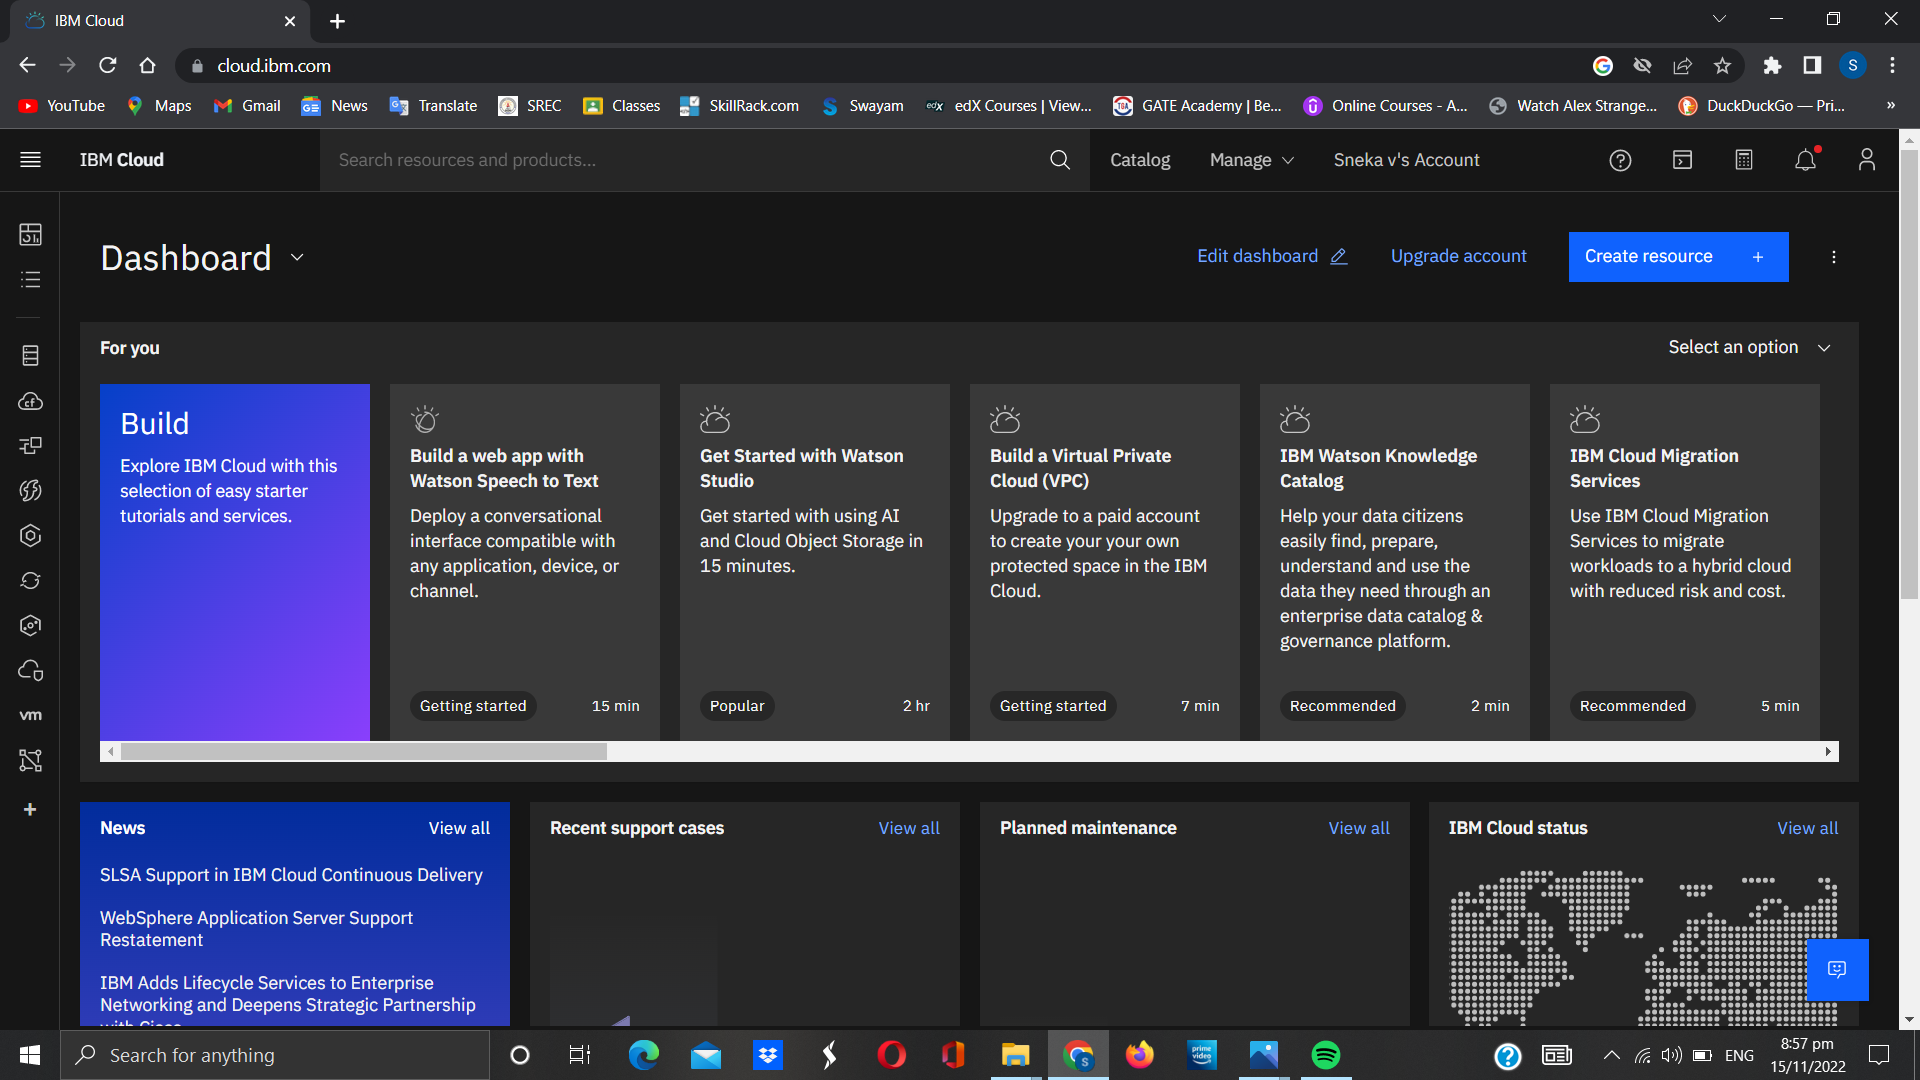 IBM Cloud
cloud.ibm.com
YouTube Maps Gmail News Translate SREC Classes SkillRack.com Swayam edX Courses | View... GATE Academy | Be... Online Courses - A... Watch Alex Strange... DuckDuckGo — Pri... »
IBM Cloud Search resources and products... Catalog Manage Sneka v's Account
Dashboard Edit dashboard Upgrade account Create resource +
For you Select an option
Build
Explore IBM Cloud with this
selection of easy starter
tutorials and services.
Build a web app with
Watson Speech to Text
Deploy a conversational
interface compatible with
any application, device, or
channel.
Getting started 15 min
Get Started with Watson
Studio
Get started with using AI
and Cloud Object Storage in
15 minutes.
Popular 2 hr
Build a Virtual Private
Cloud (VPC)
Upgrade to a paid account
to create your your own
protected space in the IBM
Cloud.
Getting started 7 min
IBM Watson Knowledge
Catalog
Help your data citizens
easily find, prepare,
understand and use the
data they need through an
enterprise data catalog &
governance platform.
Recommended 2 min
IBM Cloud Migration
Services
Use IBM Cloud Migration
Services to migrate
workloads to a hybrid cloud
with reduced risk and cost.
Recommended 5 min
cf
vm
News View all
SLSA Support in IBM Cloud Continuous Delivery
WebSphere Application Server Support
Restatement
IBM Adds Lifecycle Services to Enterprise
Networking and Deepens Strategic Partnership
with Cisco
Recent support cases View all
Planned maintenance View all
IBM Cloud status View all
Search for anything
prime video
ENG
8:57 pm
15/11/2022